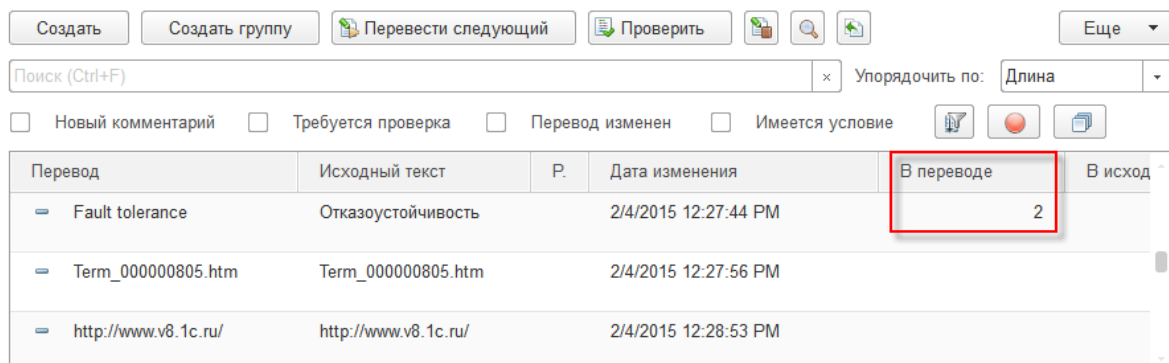 Создать Создать группу Перевести следующий Проверить Еще
Поиск (Ctrl+F) × Упорядочить по: Длина
Новый комментарий Требуется проверка Перевод изменен Имеется условие
Перевод Исходный текст Р. Дата изменения В переводе В исход
Fault tolerance Отказоустойчивость 2/4/2015 12:27:44 PM 2
Term_000000805.htm Term_000000805.htm 2/4/2015 12:27:56 PM
http://www.v8.1c.ru/ http://www.v8.1c.ru/ 2/4/2015 12:28:53 PM